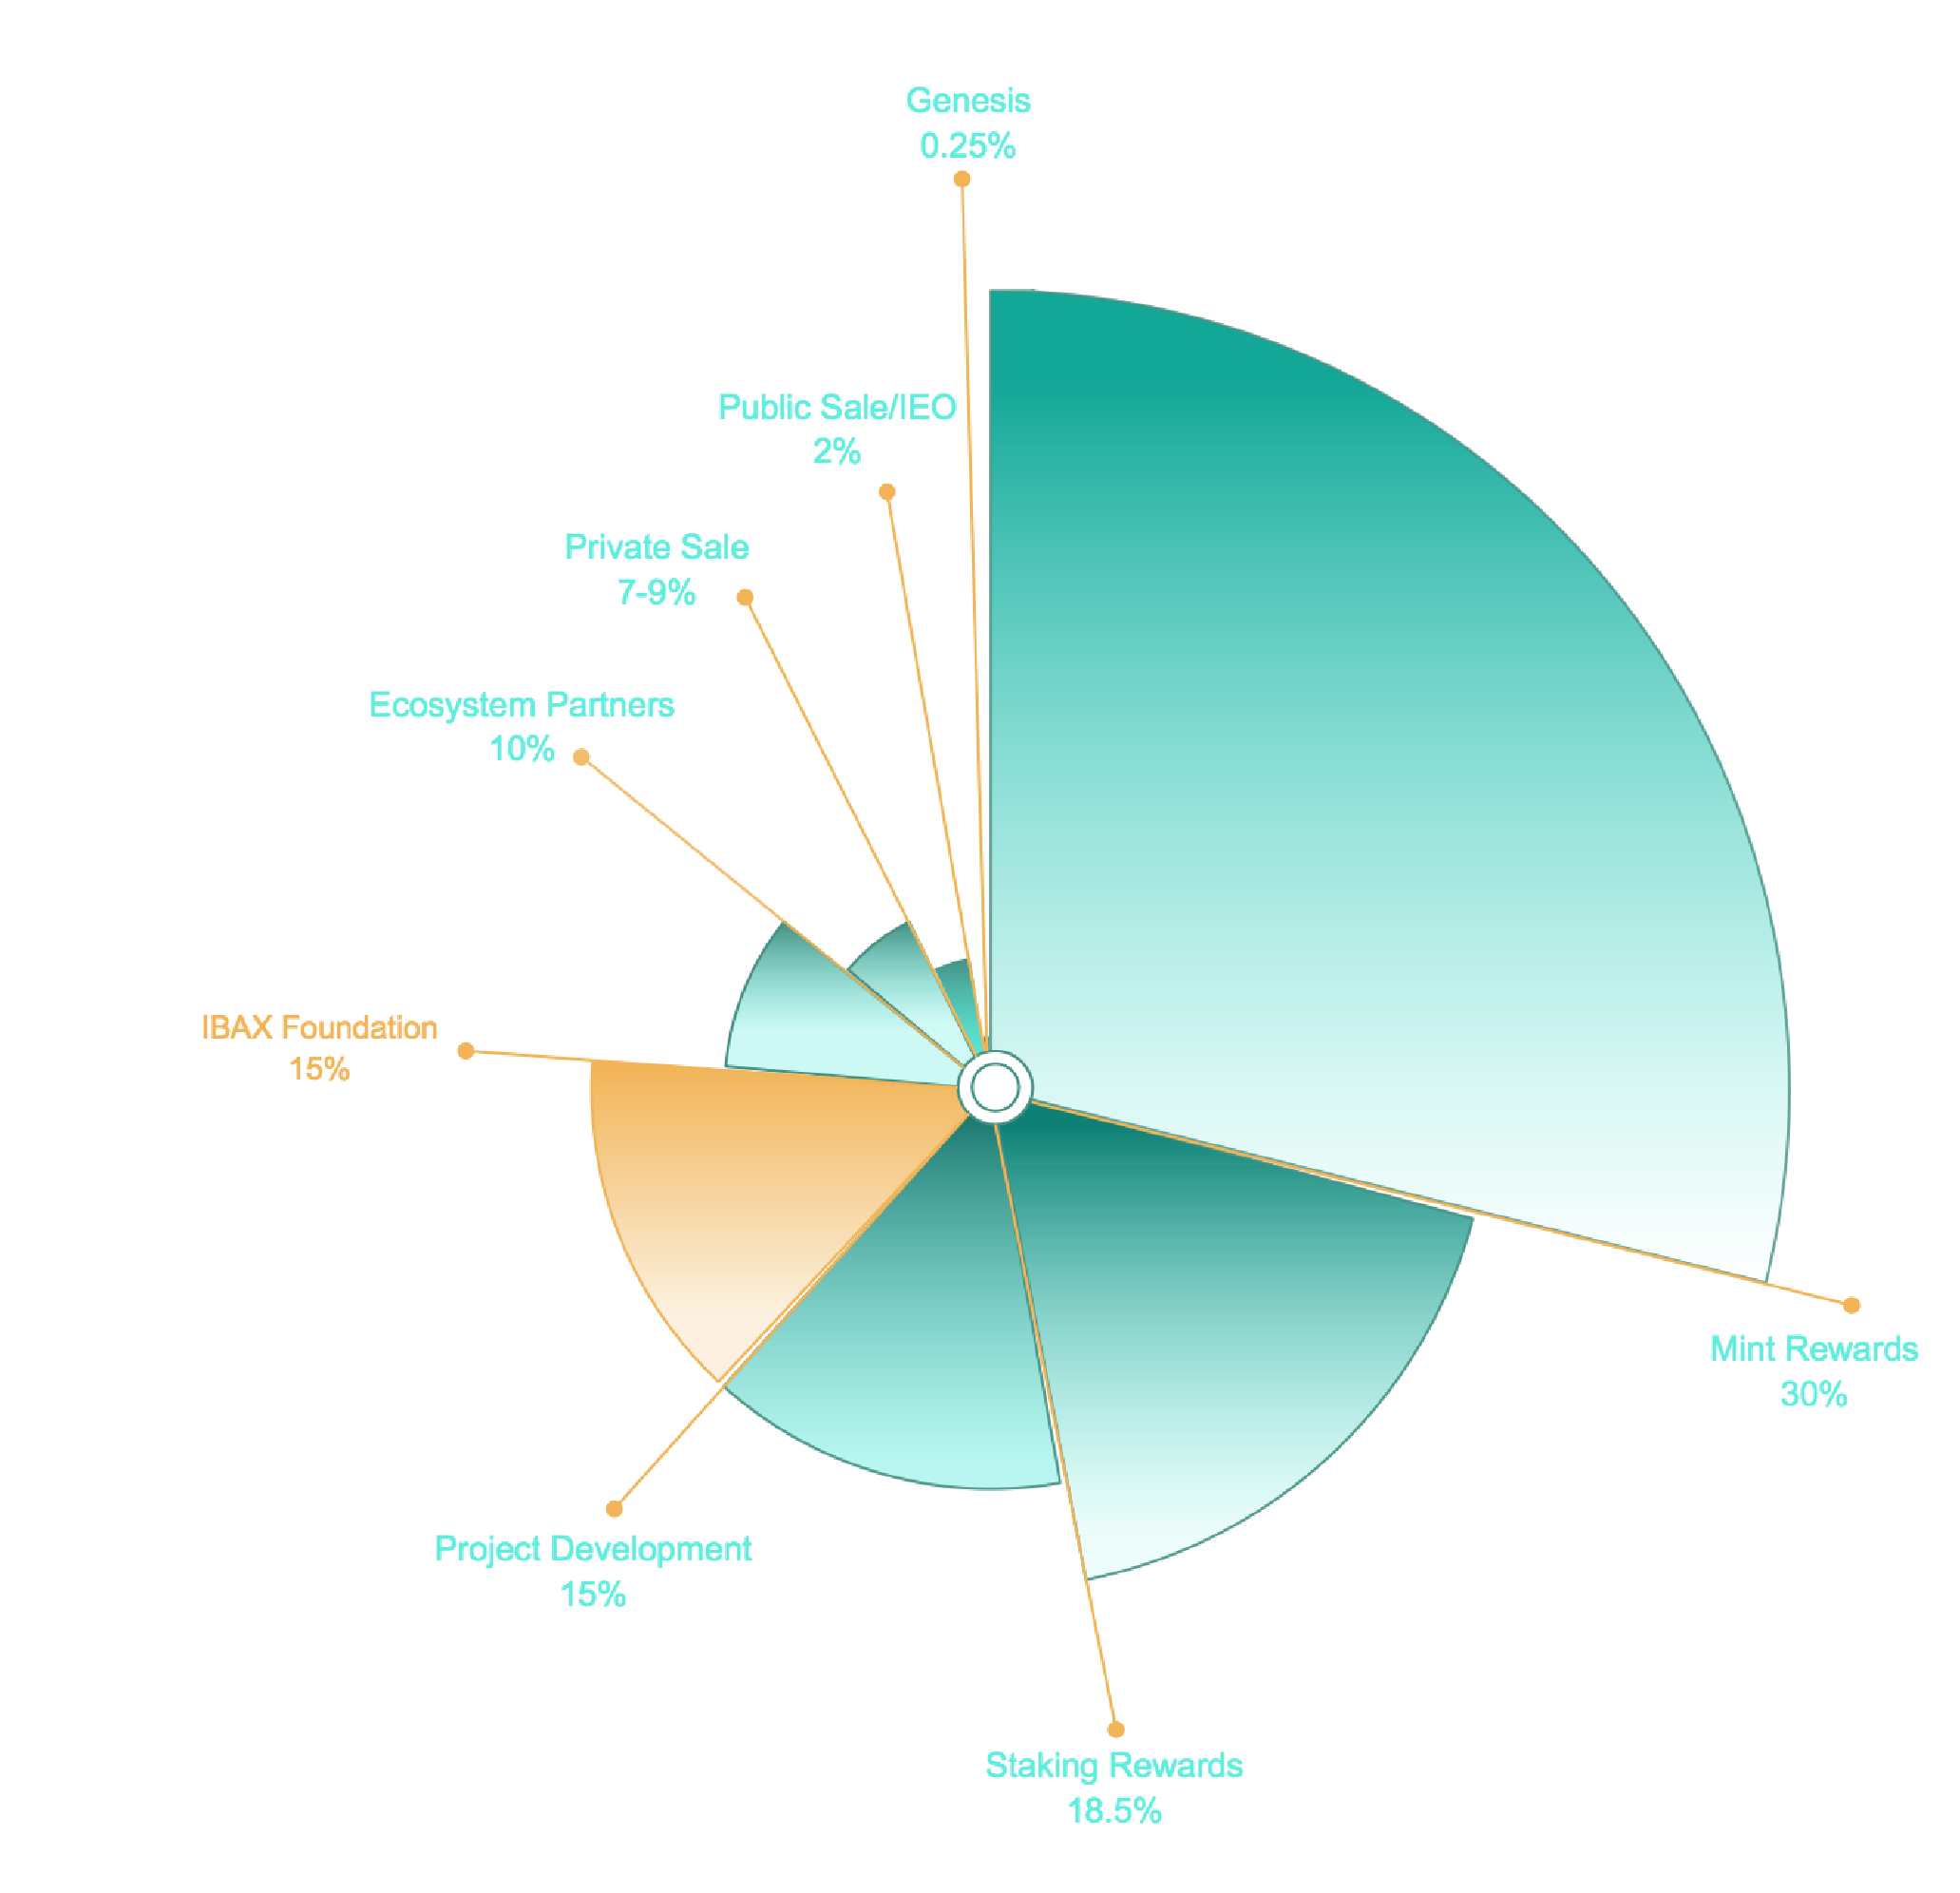 Genesis
0.25%
Public Sale/IEO
2%
Private Sale
7-9%
Ecosystem Partners
10%
IBAX Foundation
15%
Mint Rewards
30%
Project Development
15%
Staking Rewards
18.5%